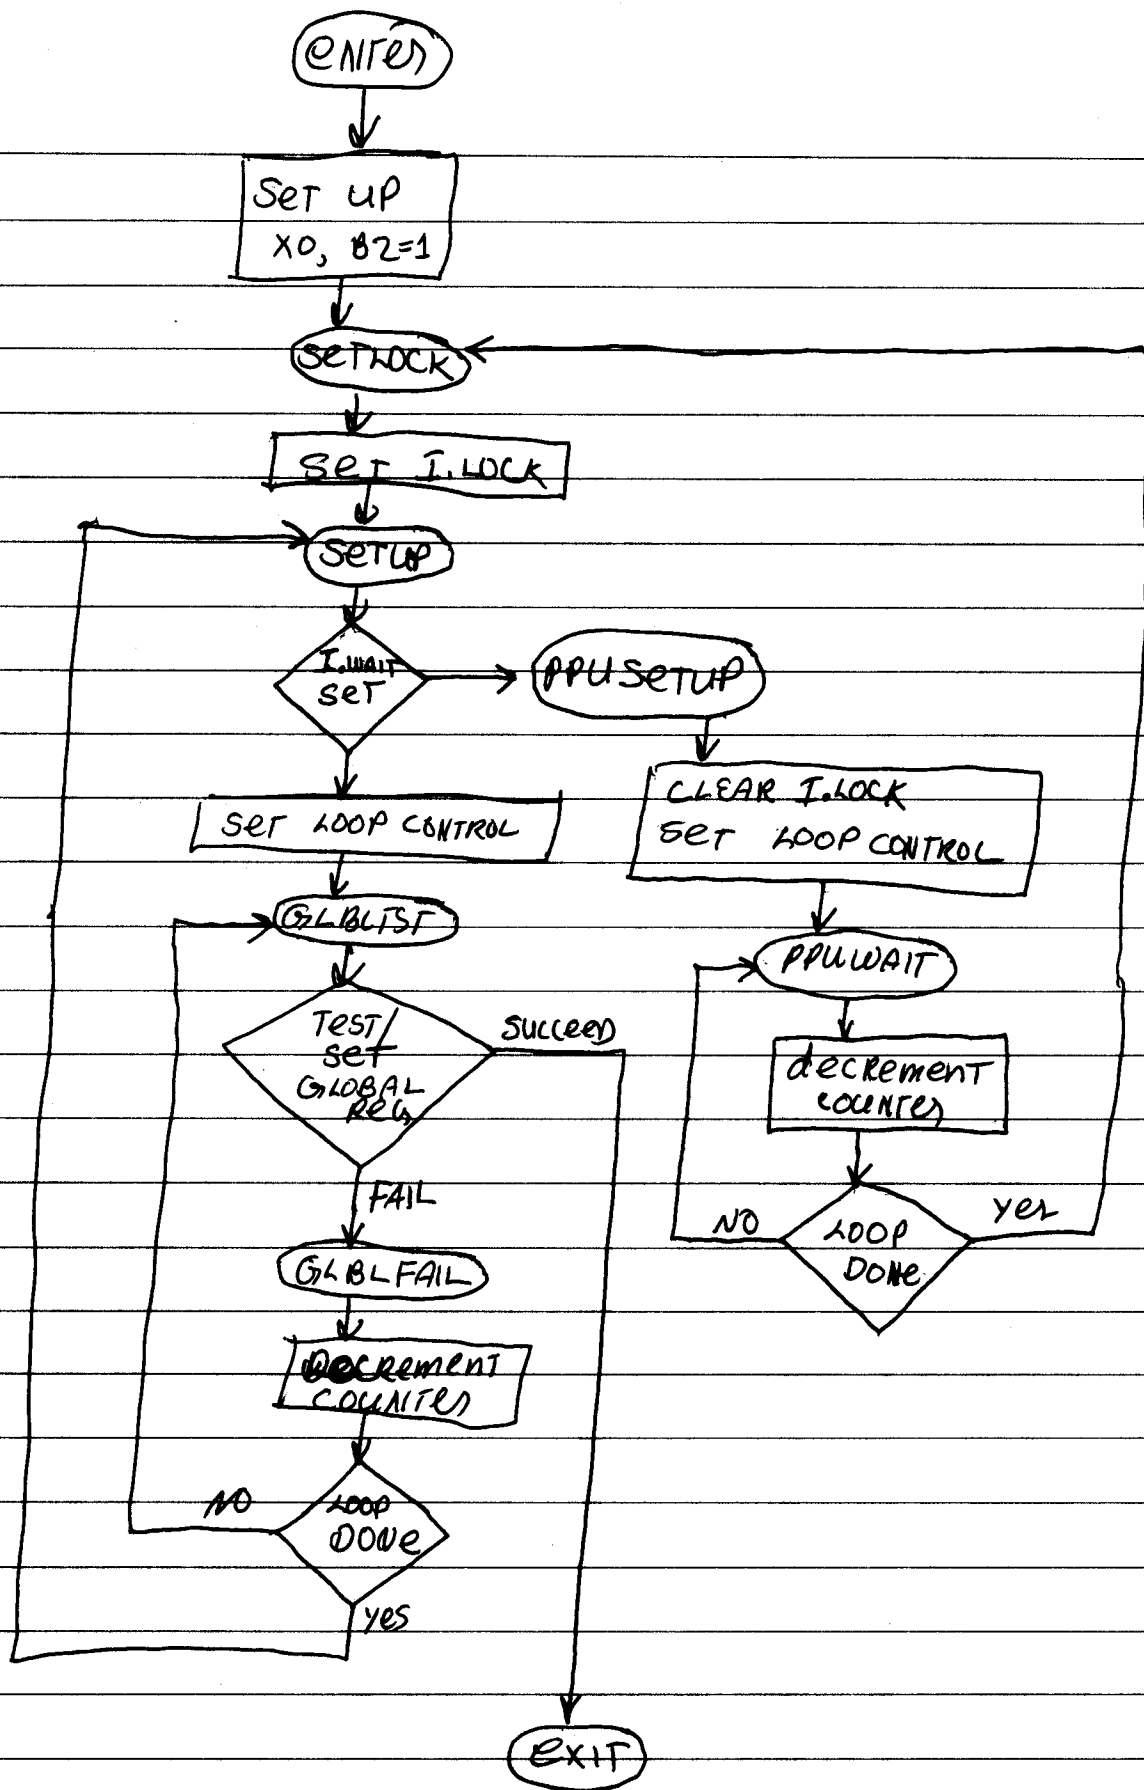 ENTER
SET UP
X0, B2=1
SETLOCK
SET I.LOCK
SETUP
I.WAIT
SET
PPUSETUP
CLEAR I.LOCK
SET LOOP CONTROL
SET LOOP CONTROL
GLBLTST
PPUWAIT
TEST/
SET
GLOBAL
REG
SUCCEED
decrement
counter
FAIL
NO
LOOP
DONE
yes
GLBLFAIL
Decrement
counter
NO
LOOP
DONE
yes
EXIT